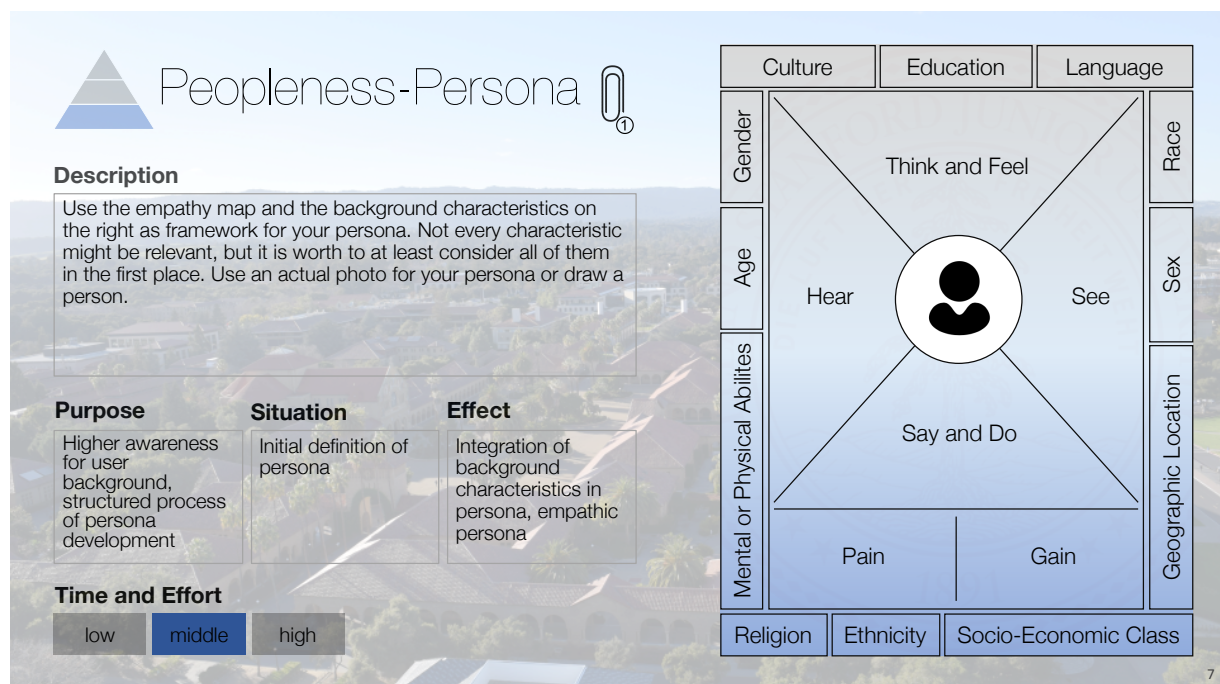 Peopleness-Persona
1
Description
Use the empathy map and the background characteristics on
the right as framework for your persona. Not every characteristic
might be relevant, but it is worth to at least consider all of them
in the first place. Use an actual photo for your persona or draw a
person.
Purpose
Higher awareness
for user
background,
structured process
of persona
development
Situation
Initial definition of
persona
Effect
Integration of
background
characteristics in
persona, empathic
persona
Time and Effort
low
middle
high
Culture
Education
Language
Gender
Age
Mental or Physical Abilites
Think and Feel
Hear
See
Say and Do
Pain
Gain
Race
Sex
Geographic Location
Religion
Ethnicity
Socio-Economic Class
7